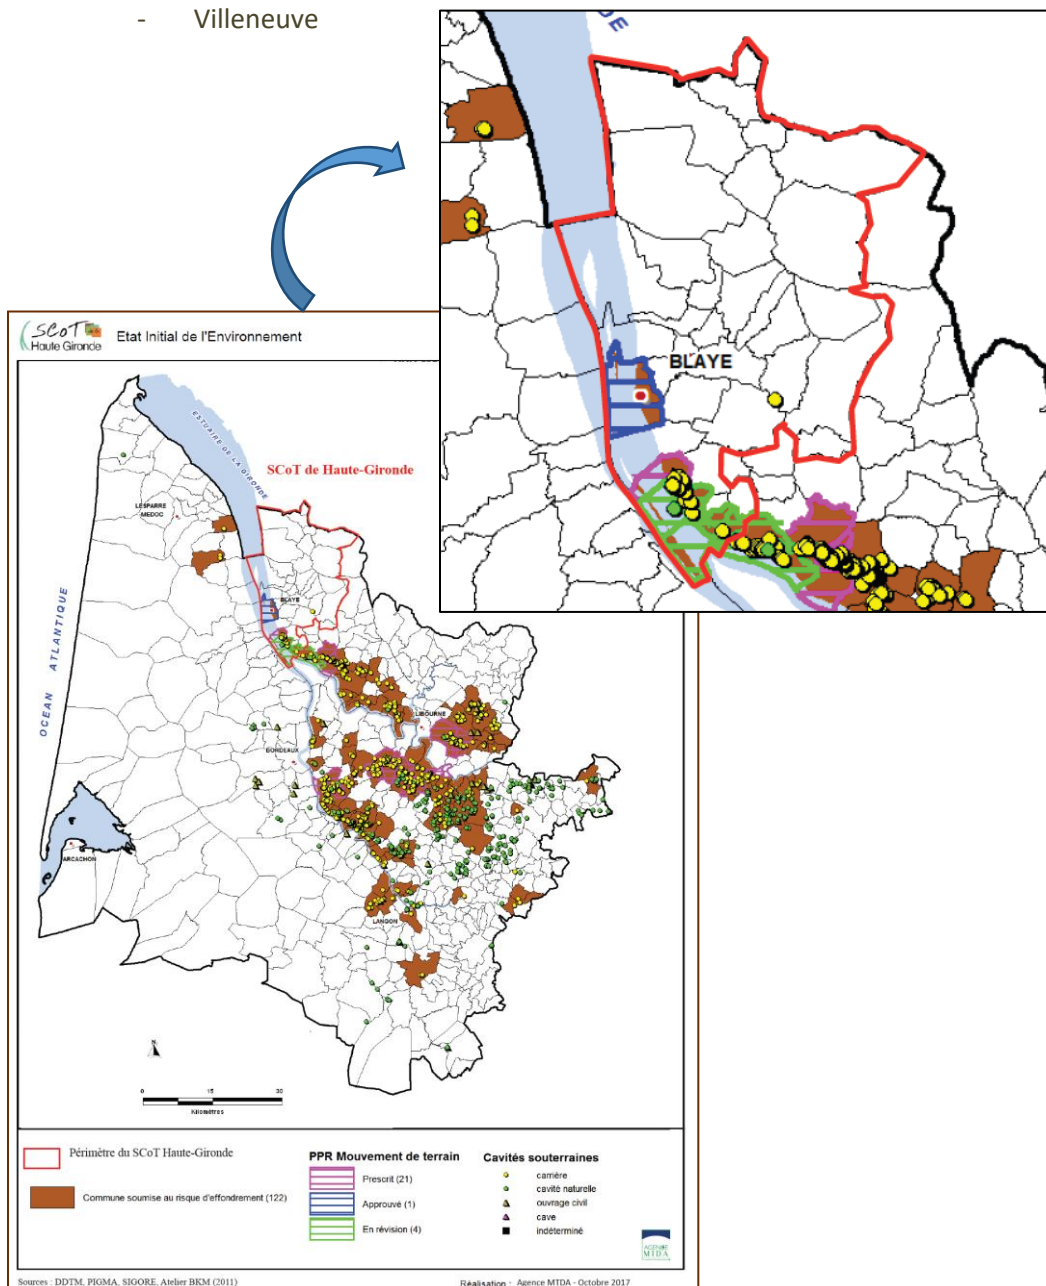 - Villeneuve
DE
BLAYE
SCoT
Haute Gironde
Etat Initial de l'Environnement
ESTUAIRE DE LA GIRONDE
SCoT de Haute-Gironde
LESPARRE
MEDOC
BLAYE
OCEAN ATLANTIQUE
LIBOURNE
BORDEAUX
ARCACHON
LANGON
N
0 15 30
Kilomètres
Périmètre du SCoT Haute-Gironde
Commune soumise au risque d'effondrement (122)
PPR Mouvement de terrain
Prescrit (21)
Approuvé (1)
En révision (4)
Cavités souterraines
carrière
cavité naturelle
ouvrage civil
cave
indéterminé
AGENCE
MTDA
Sources : DDTM, PIGMA, SIGORE, Atelier BKM (2011)
Réalisation : Agence MTDA - Octobre 2017